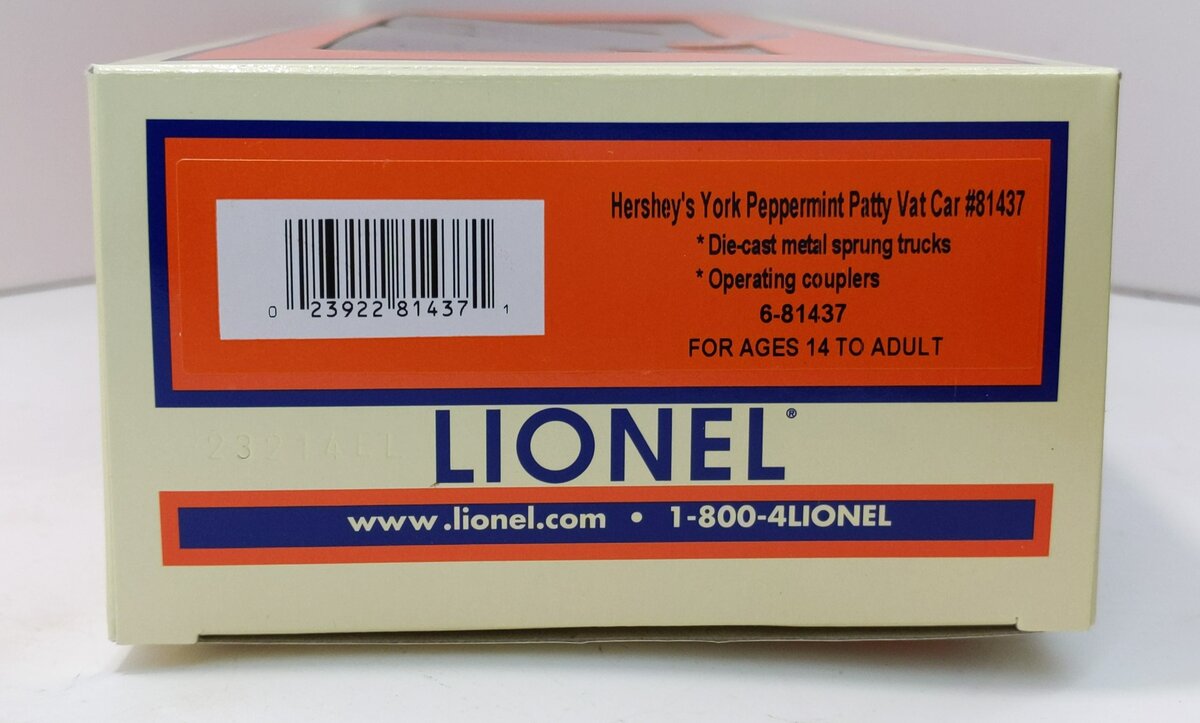 Hershey's York Peppermint Patty Vat Car #81437
* Die-cast metal sprung trucks
* Operating couplers
6-81437
FOR AGES 14 TO ADULT
0 23922 81437 1
LIONEL®
www.lionel.com • 1-800-4LIONEL